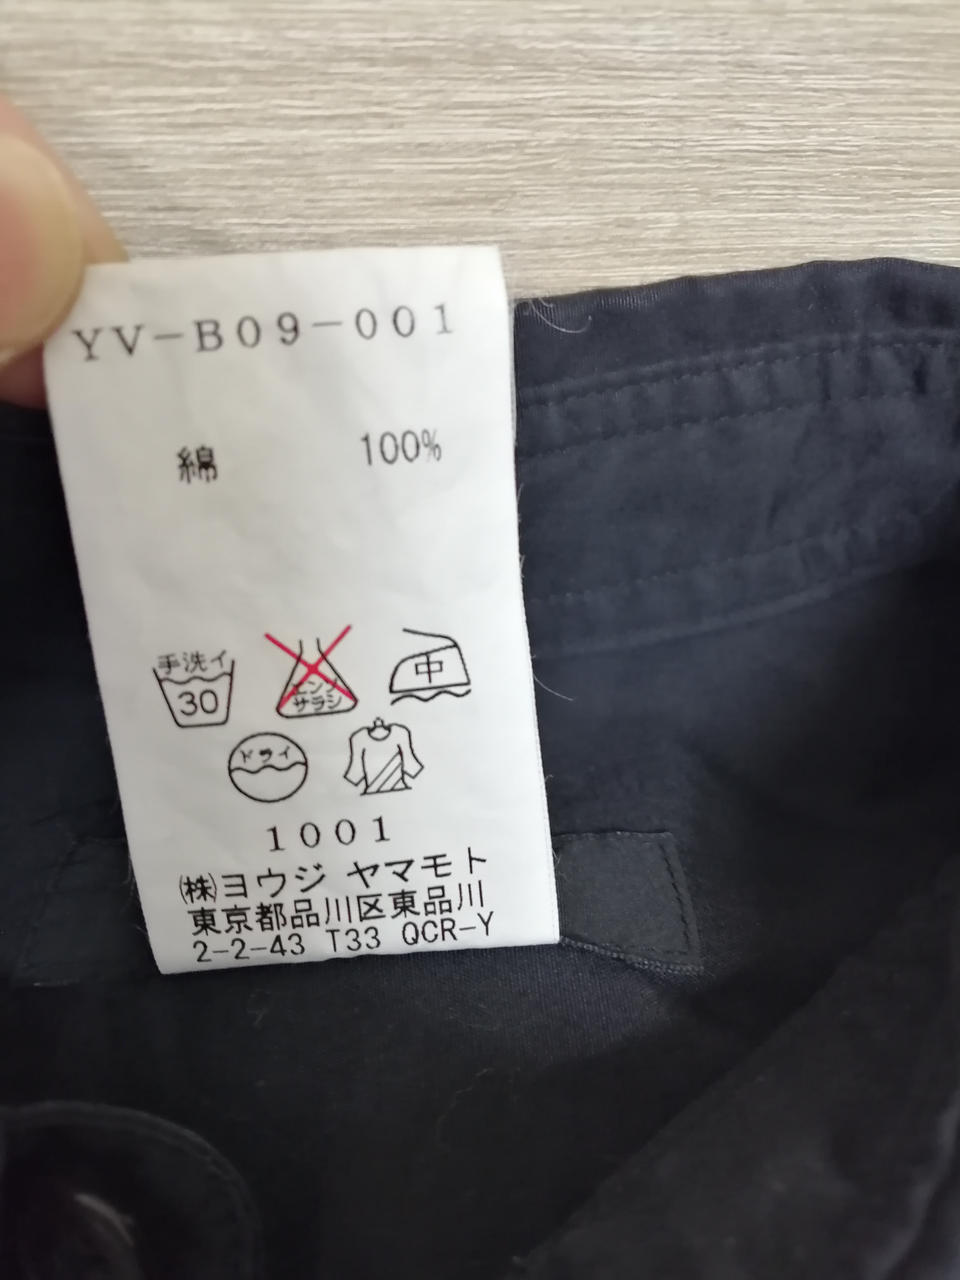 YV-B09-001
綿 100%
手洗イ
30
エンソ
サラシ
中
ドライ
1001
(株)ヨウジ ヤマモト
東京都品川区東品川
2-2-43 T33 QCR-Y